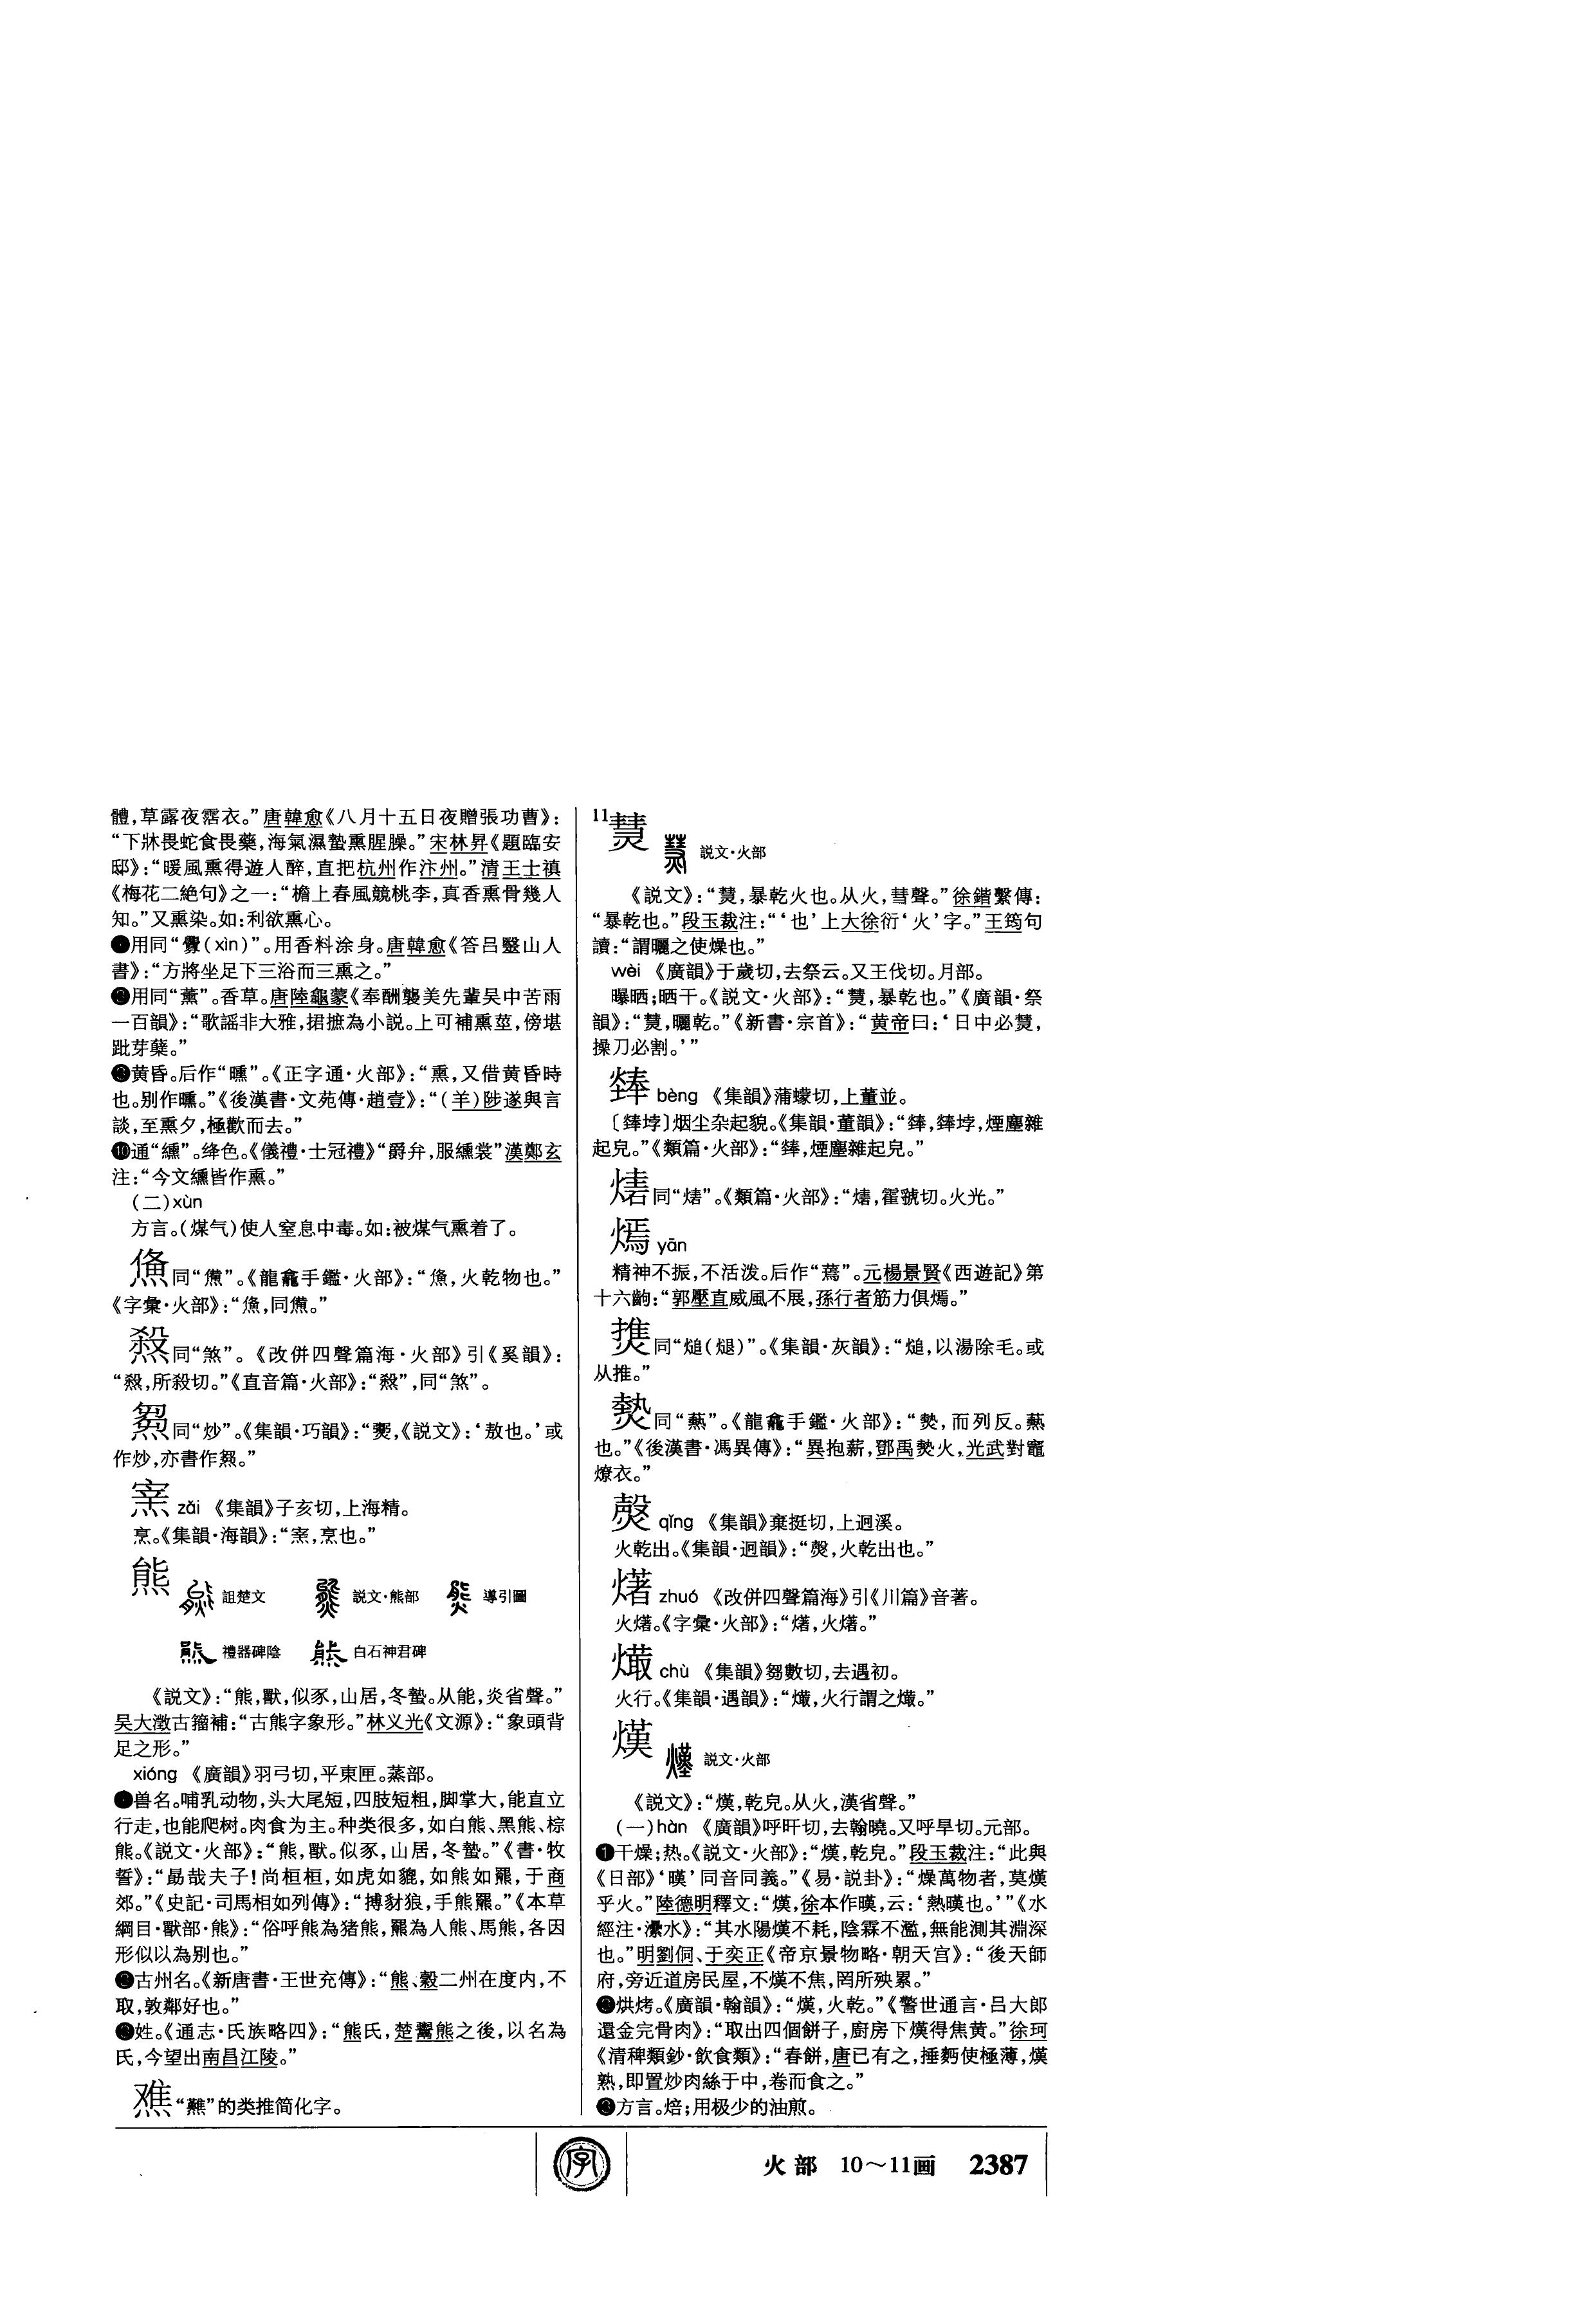 體，草露夜霑衣。”唐韓愈《八月十五日夜贈張功曹》：
“下牀畏蛇食畏藥，海氣濕蟄熏腥臊。”宋林昇《題臨安
邸》：“暖風熏得遊人醉，直把杭州作汴州。”清王士禛
《梅花二絶句》之一：“檐上春風競桃李，真香熏骨幾人
知。”又熏染。如：利欲熏心。
用同“釁(xìn)”。用香料涂身。唐韓愈《答吕毉山人
書》：“方將坐足下三浴而三熏之。”
用同“薰”。香草。唐陸龜蒙《奉酬襲美先輩吴中苦雨
一百韻》：“歌謡非大雅，捃摭為小説。上可補熏莖，傍堪
跐芽蘖。”
黄昏。后作“曛”。《正字通·火部》：“熏，又借黄昏時
也。别作曛。”《後漢書·文苑傳·趙壹》：“(羊)陟遂與言
談，至熏夕，極歡而去。”
❿通“纁”。绛色。《儀禮·士冠禮》“爵弁，服纁裳”漢鄭玄
注：“今文纁皆作熏。”
(二)xùn
方言。(煤气)使人窒息中毒。如：被煤气熏着了。
同“㷶”。《龍龕手鑑·火部》：“，火乾物也。”
《字彙·火部》：“，同㷶。”
同“煞”。《改併四聲篇海·火部》引《奚韻》：
“，所殺切。”《直音篇·火部》：“”，同“煞”。
同“炒”。《集韻·巧韻》：“，《説文》：‘熬也。’或
作炒，亦書作。”
zǎi 《集韻》子亥切，上海精。
烹。《集韻·海韻》：“，烹也。”
熊 詛楚文 説文·熊部 導引圖
禮器碑陰 白石神君碑
《説文》：“熊，獸，似豕，山居，冬蟄。从能，炎省聲。”
吴大澂古籀補：“古熊字象形。”林义光《文源》：“象頭背
足之形。”
xióng 《廣韻》羽弓切，平東匣。蒸部。
❶兽名。哺乳动物，头大尾短，四肢短粗，脚掌大，能直立
行走，也能爬树。肉食为主。种类很多，如白熊、黑熊、棕
熊。《説文·火部》：“熊，獸。似豕，山居，冬蟄。”《書·牧
誓》：“勗哉夫子！尚桓桓，如虎如貔，如熊如羆，于商
郊。”《史記·司馬相如列傳》：“搏豺狼，手熊羆。”《本草
綱目·獸部·熊》：“俗呼熊為猪熊，羆為人熊、馬熊，各因
形似以為别也。”
❷古州名。《新唐書·王世充傳》：“熊、穀二州在度内，不
取，敦鄰好也。”
❸姓。《通志·氏族略四》：“熊氏，楚鬻熊之後，以名為
氏，今望出南昌江陵。”
“”的类推简化字。
11
熭 説文·火部
《説文》：“熭，暴乾火也。从火，彗聲。”徐鍇繫傳：
“暴乾也。”段玉裁注：“‘也’上大徐衍‘火’字。”王筠句
讀：“謂曬之使燥也。”
wèi 《廣韻》于歲切，去祭云。又王伐切。月部。
曝晒；晒干。《説文·火部》：“熭，暴乾也。”《廣韻·祭
韻》：“熭，曬乾。”《新書·宗首》：“黄帝曰：‘日中必熭，
操刀必割。’”
bèng 《集韻》蒲蠓切，上董並。
〔㶻〕烟尘杂起貌。《集韻·董韻》：“，煙塵雜
起皃。”《類篇·火部》：“，煙塵雜起皃。”
同“”。《類篇·火部》：“，霍虢切。火光。”
熓 yān
精神不振，不活泼。后作“蔫”。元楊景賢《西遊記》第
十六齣：“郭壓直威風不展，孫行者筋力俱。”
同“㷟(煺)”。《集韻·灰韻》：“㷟，以湯除毛。或
从推。”
㷳同“爇”。《龍龕手鑑·火部》：“，而列反。爇
也。”《後漢書·馮異傳》：“異抱薪，鄧禹火，光武對竈
燎衣。”
qǐng 《集韻》棄挺切，上迥溪。
火乾出。《集韻·迥韻》：“，火乾出也。”
zhuó 《改併四聲篇海》引《川篇》音著。
火。《字彙·火部》：“，火。”
chù 《集韻》芻數切，去遇初。
火行。《集韻·遇韻》：“，火行謂之。”
熯 説文·火部
《説文》：“熯，乾皃。从火，漢省聲。”
(一)hàn 《廣韻》呼旰切，去翰曉。又呼旱切。元部。
❶干燥；热。《説文·火部》：“熯，乾皃。”段玉裁注：“此與
《日部》‘暵’同音同義。”《易·説卦》：“燥萬物者，莫熯
乎火。”陸德明釋文：“熯，徐本作暵，云：‘熱暵也。’”《水
經注·灅水》：“其水陽熯不耗，陰霖不濫，無能測其淵深
也。”明劉侗、于奕正《帝京景物略·朝天宫》：“後天師
府，旁近道房民屋，不熯不焦，罔所殃累。”
❷烘烤。《廣韻·翰韻》：“熯，火乾。”《警世通言·吕大郎
還金完骨肉》：“取出四個餅子，廚房下熯得焦黄。”徐珂
《清稗類鈔·飲食類》：“春餅，唐已有之，捶麪使極薄，熯
熟，即置炒肉絲于中，卷而食之。”
❸方言。焙；用极少的油煎。
字
火部 10～11画 2387